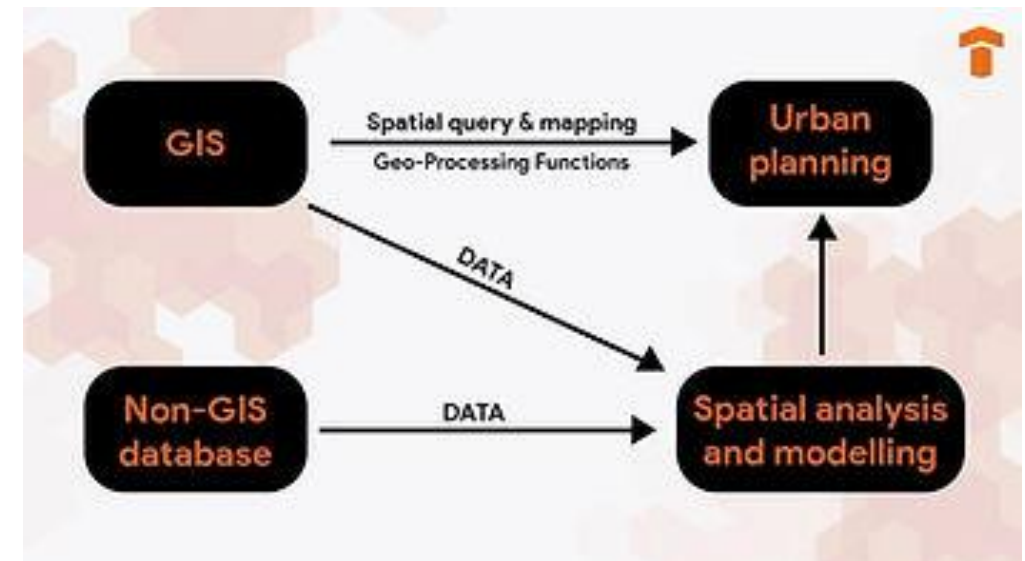 GIS
Spatial query & mapping
Geo-Processing Functions
Urban
planning
DATA
Non-GIS
database
DATA
Spatial analysis
and modelling